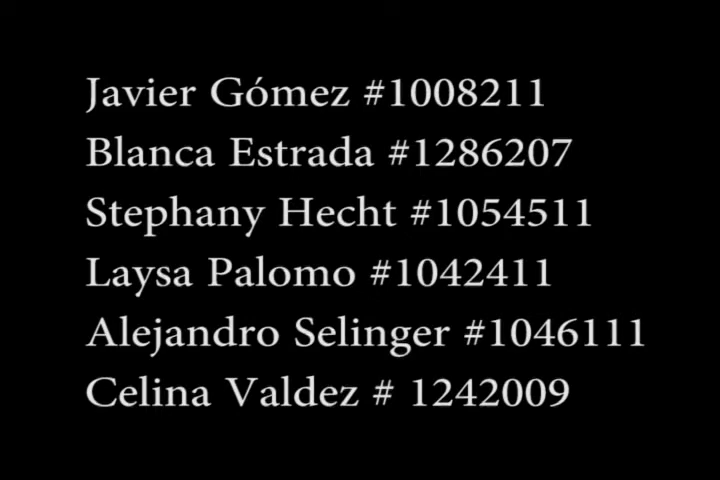 Javier Gómez #1008211
Blanca Estrada #1286207
Stephany Hecht #1054511
Laysa Palomo #1042411
Alejandro Selinger #1046111
Celina Valdez # 1242009